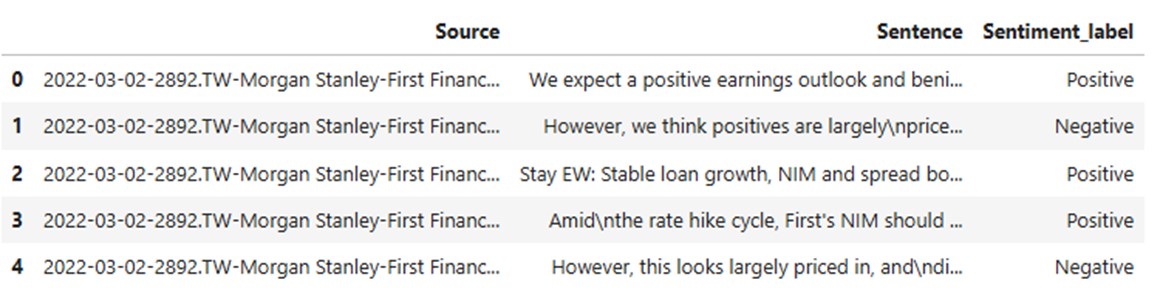 Source Sentence Sentiment_label
0 2022-03-02-2892.TW-Morgan Stanley-First Financ... We expect a positive earnings outlook and beni... Positive
1 2022-03-02-2892.TW-Morgan Stanley-First Financ... However, we think positives are largely\nprice... Negative
2 2022-03-02-2892.TW-Morgan Stanley-First Financ... Stay EW: Stable loan growth, NIM and spread bo... Positive
3 2022-03-02-2892.TW-Morgan Stanley-First Financ... Amid\nthe rate hike cycle, First's NIM should ... Positive
4 2022-03-02-2892.TW-Morgan Stanley-First Financ... However, this looks largely priced in, and\ndi... Negative